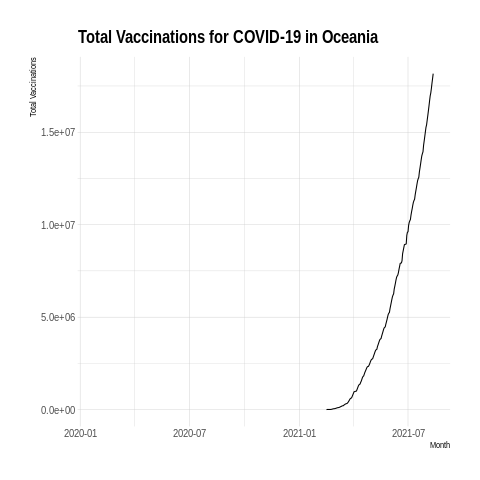 Total Vaccinations for COVID-19 in Oceania
Total Vaccinations
1.5e+07
1.0e+07
5.0e+06
0.0e+00
2020-01 2020-07 2021-01 2021-07
Month